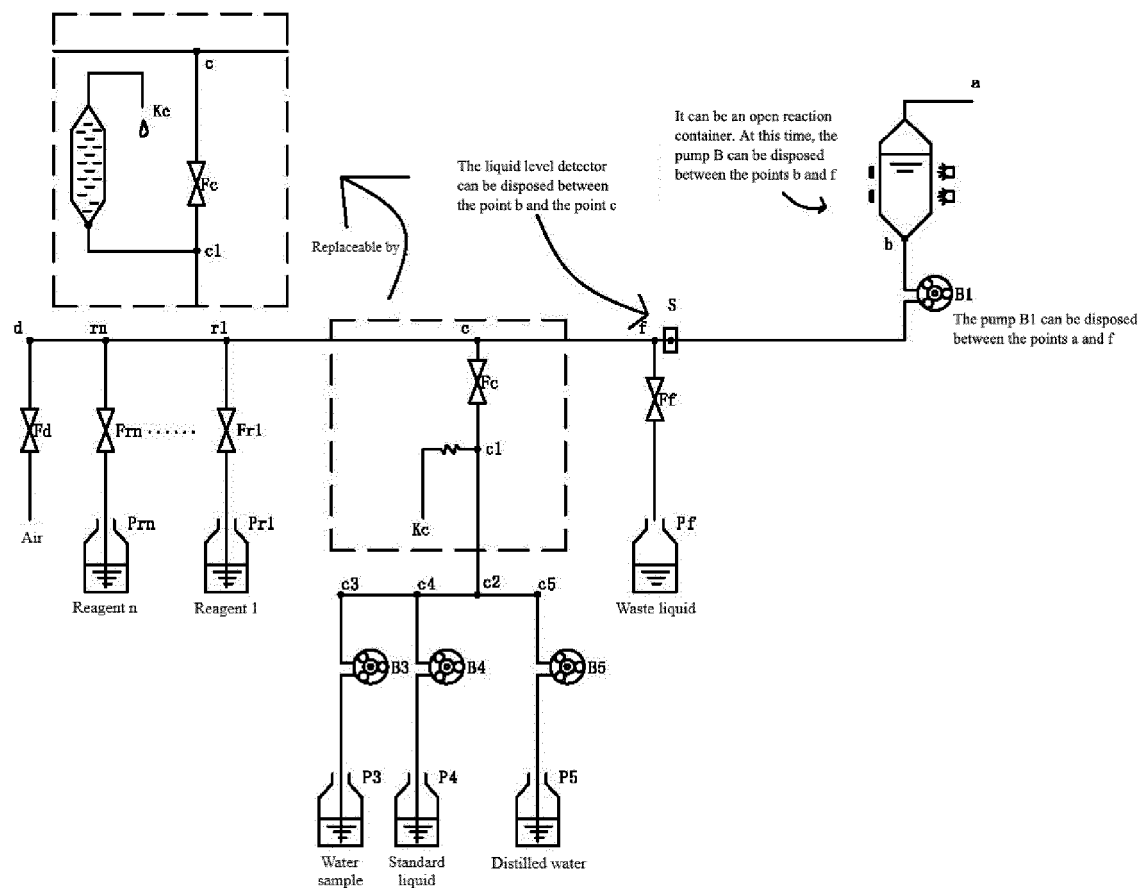 c
Kc
Fc
c1
a
It can be an open reaction
container. At this time, the
pump B can be disposed
between the points b and f
The liquid level detector
can be disposed between
the point b and the point c
Replaceable by
b
B1
The pump B1 can be disposed
between the points a and f
d
rn
r1
c
f
S
Fd
Frn
......
Fr1
Fc
Ff
c1
Kc
Air
Prn
Pr1
Pf
Reagent n
Reagent 1
Waste liquid
c3
c4
c2
c5
B3
B4
B5
P3
P4
P5
Water
sample
Standard
liquid
Distilled water